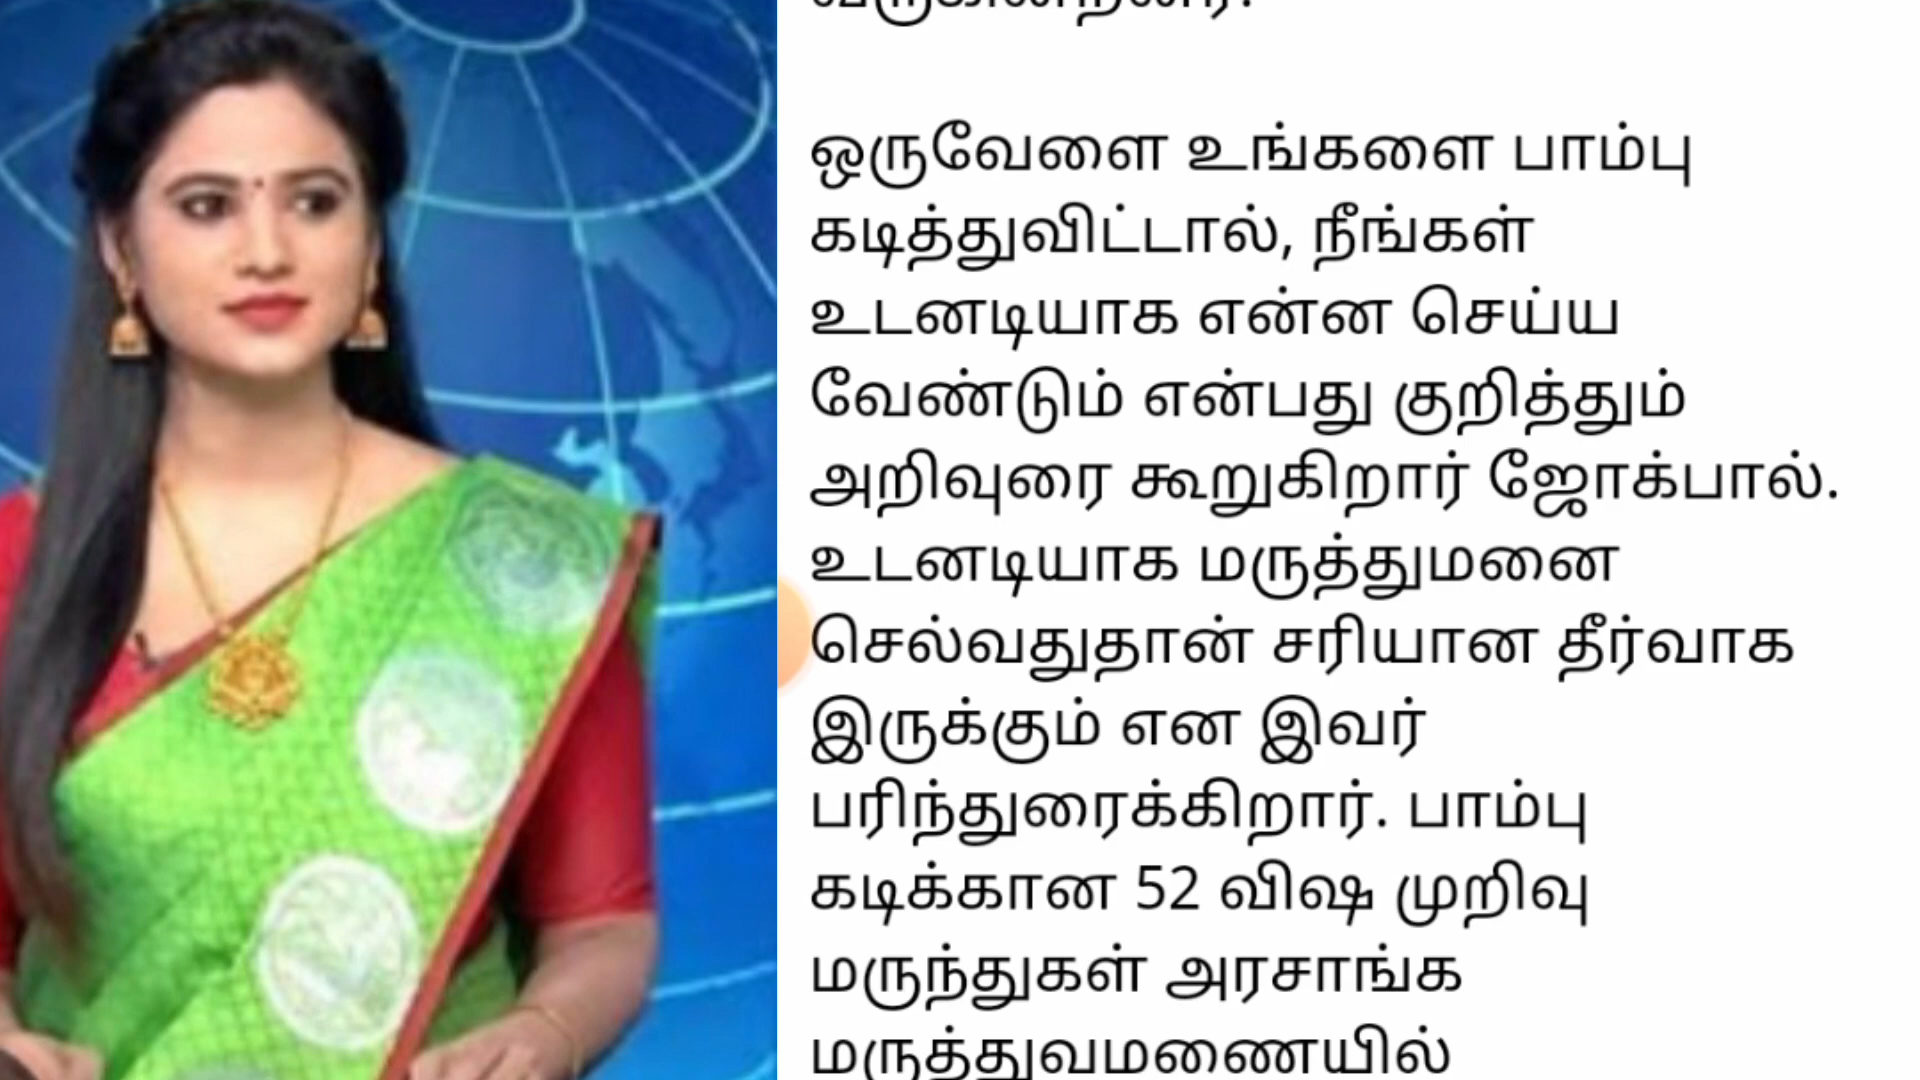 ஒருவேளை உங்களை பாம்பு
கடித்துவிட்டால், நீங்கள்
உடனடியாக என்ன செய்ய
வேண்டும் என்பது குறித்தும்
அறிவுரை கூறுகிறார் ஜோக்பால்.
உடனடியாக மருத்துமனை
செல்வதுதான் சரியான தீர்வாக
இருக்கும் என இவர்
பரிந்துரைக்கிறார். பாம்பு
கடிக்கான 52 விஷ முறிவு
மருந்துகள் அரசாங்க
மருத்துவமணையில்